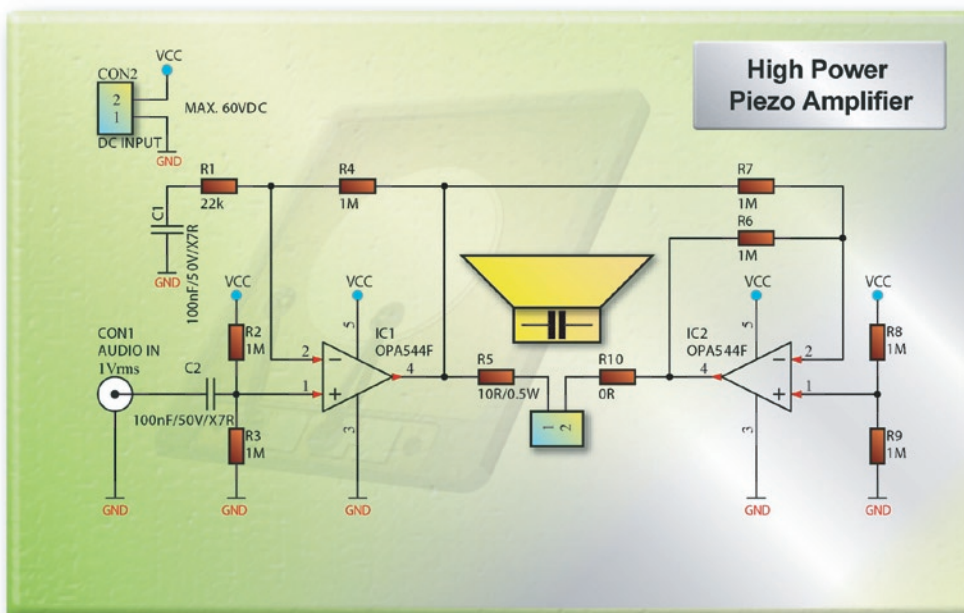 High Power
Piezo Amplifier
VCC
CON2
2
1
MAX. 60VDC
DC INPUT
GND
R1
22k
R4
1M
R7
1M
R6
1M
C1
100nF/50V/X7R
GND
VCC
VCC
VCC
VCC
CON1
AUDIO IN
1Vrms
R2
1M
5
IC1
OPA544F
2
1
4
3
C2
100nF/50V/X7R
R3
1M
R5
10R/0.5W
R10
0R
1
2
IC2
OPA544F
5
4
2
1
3
R8
1M
R9
1M
GND
GND
GND
GND
GND